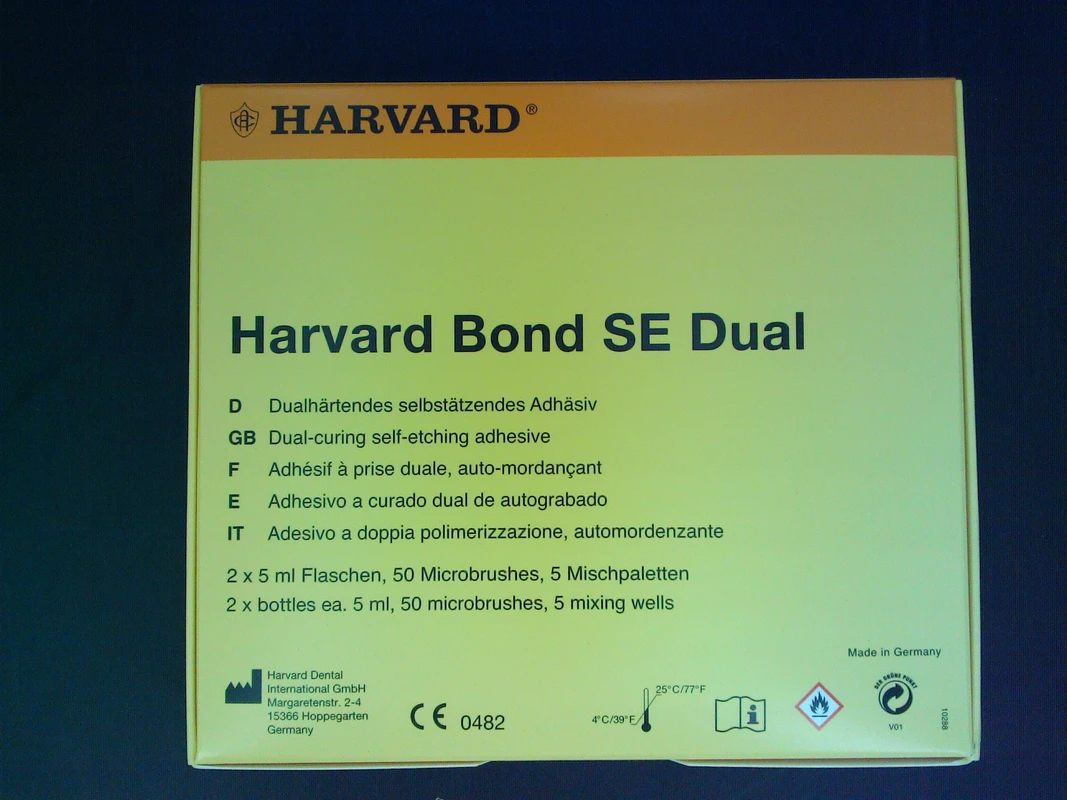 HARVARD®
Harvard Bond SE Dual
D Dualhärtendes selbstätzendes Adhäsiv
GB Dual-curing self-etching adhesive
F Adhésif à prise duale, auto-mordançant
E Adhesivo a curado dual de autograbado
IT Adesivo a doppia polimerizzazione, automordenzante
2 x 5 ml Flaschen, 50 Microbrushes, 5 Mischpaletten
2 x bottles ea. 5 ml, 50 microbrushes, 5 mixing wells
Made in Germany
Harvard Dental
International GmbH
Margaretenstr. 2-4
15366 Hoppegarten
Germany
CE 0482
4°C/39°F
25°C/77°F
i
DER GRÜNE PUNKT
V01
10288